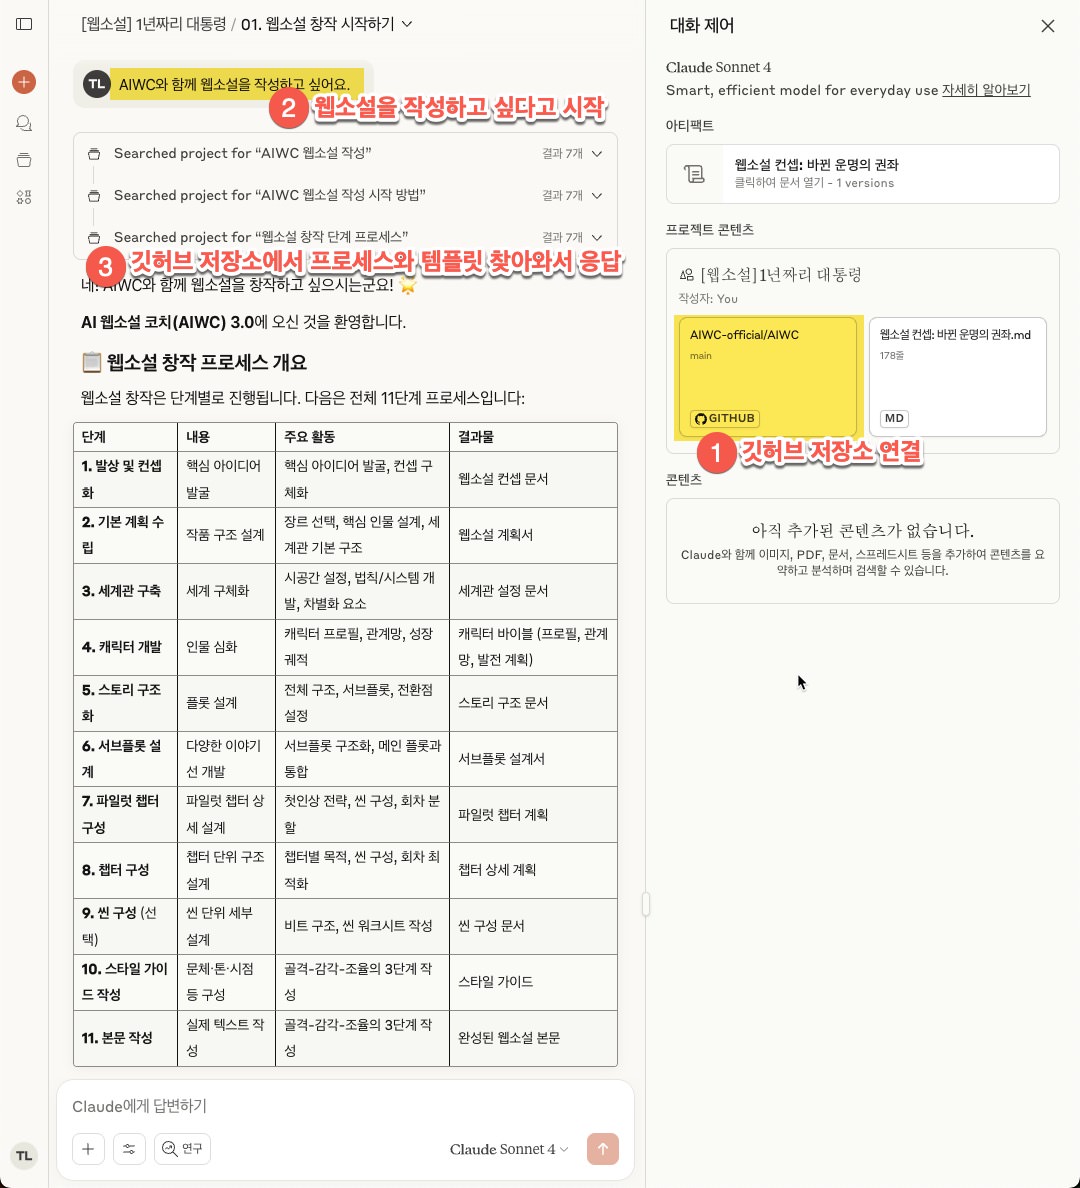 [웹소설] 1년짜리 대통령 / 01. 웹소설 창작 시작하기
TL
AIWC와 함께 웹소설을 작성하고 싶어요.
2 웹소설을 작성하고 싶다고 시작
Searched project for “AIWC 웹소설 작성”
결과 7개
Searched project for “AIWC 웹소설 작성 시작 방법”
결과 7개
Searched project for “웹소설 창작 단계 프로세스”
결과 7개
3 깃허브 저장소에서 프로세스와 템플릿 찾아와서 응답
네! AIWC와 함께 웹소설을 창작하고 싶으시는군요! 🌟
AI 웹소설 코치(AIWC) 3.0에 오신 것을 환영합니다.
📋 웹소설 창작 프로세스 개요
웹소설 창작은 단계별로 진행됩니다. 다음은 전체 11단계 프로세스입니다:
단계 내용 주요 활동 결과물
1. 발상 및 컨셉
화
핵심 아이디어
발굴
핵심 아이디어 발굴, 컨셉 구
체화
웹소설 컨셉 문서
2. 기본 계획 수
립
작품 구조 설계
장르 선택, 핵심 인물 설계, 세
계관 기본 구조
웹소설 계획서
3. 세계관 구축
세계 구체화
시공간 설정, 법칙/시스템 개
발, 차별화 요소
세계관 설정 문서
4. 캐릭터 개발
인물 심화
캐릭터 프로필, 관계망, 성장
궤적
캐릭터 바이블 (프로필, 관계
망, 발전 계획)
5. 스토리 구조
화
플롯 설계
전체 구조, 서브플롯, 전환점
설정
스토리 구조 문서
6. 서브플롯 설
계
다양한 이야기
선 개발
서브플롯 구조화, 메인 플롯과
통합
서브플롯 설계서
7. 파일럿 챕터
구성
파일럿 챕터 상
세 설계
첫인상 전략, 씬 구성, 회차 분
할
파일럿 챕터 계획
8. 챕터 구성
챕터 단위 구조
설계
챕터별 목적, 씬 구성, 회차 최
적화
챕터 상세 계획
9. 씬 구성 (선
택)
씬 단위 세부
설계
비트 구조, 씬 워크시트 작성
씬 구성 문서
10. 스타일 가이
드 작성
문체·톤·시점
등 구성
골격-감각-조율의 3단계 작
성
스타일 가이드
11. 본문 작성
실제 텍스트 작
성
골격-감각-조율의 3단계 작
성
완성된 웹소설 본문
Claude에게 답변하기
연구
Claude Sonnet 4
TL
대화 제어
Claude Sonnet 4
Smart, efficient model for everyday use 자세히 알아보기
아티팩트
웹소설 컨셉: 바뀐 운명의 권좌
클릭하여 문서 열기 - 1 versions
프로젝트 콘텐츠
[웹소설]1년짜리 대통령
작성자: You
AIWC-official/AIWC
main
GITHUB
웹소설 컨셉: 바뀐 운명의 권좌.md
178줄
MD
1 깃허브 저장소 연결
콘텐츠
아직 추가된 콘텐츠가 없습니다.
Claude와 함께 이미지, PDF, 문서, 스프레드시트 등을 추가하여 콘텐츠를 요
약하고 분석하며 검색할 수 있습니다.